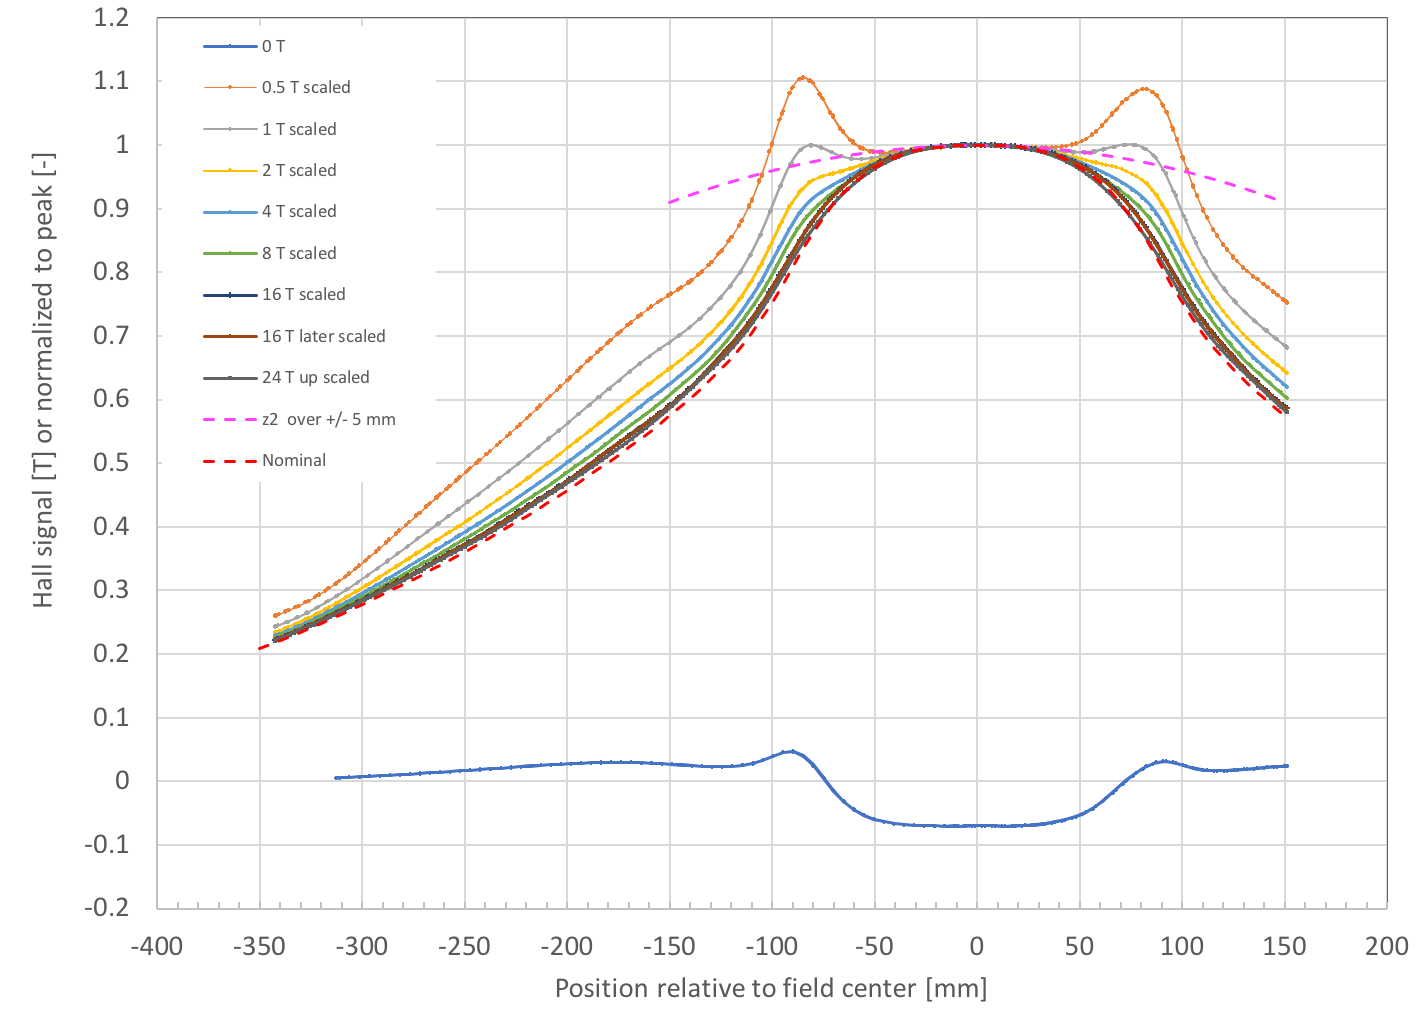 1.2
1.1
1
0.9
0.8
0.7
0.6
0.5
0.4
0.3
0.2
0.1
0
-0.1
-0.2
Hall signal [T] or normalized to peak [-]
0 T
0.5 T scaled
1 T scaled
2 T scaled
4 T scaled
8 T scaled
16 T scaled
16 T later scaled
24 T up scaled
z2 over +/- 5 mm
Nominal
-400 -350 -300 -250 -200 -150 -100 -50 0 50 100 150 200
Position relative to field center [mm]